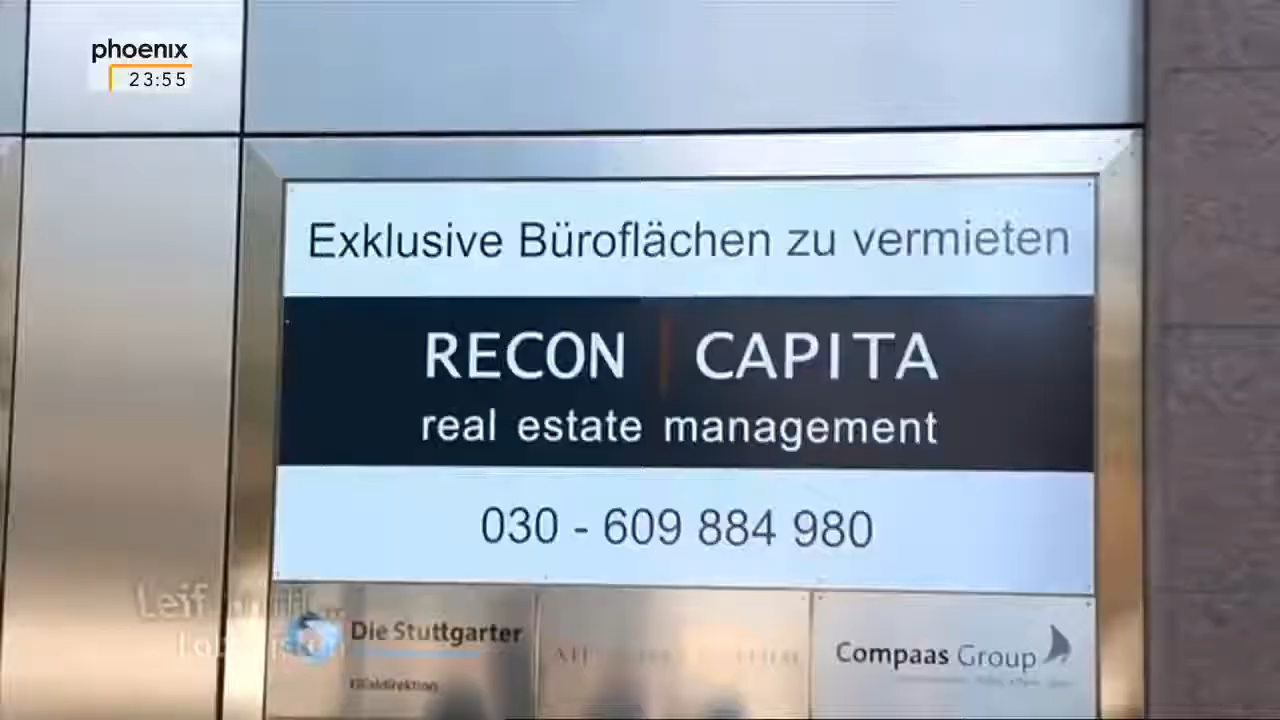 phoenix
23:55
Exklusive Büroflächen zu vermieten
RECON CAPITA
real estate management
030 - 609 884 980
Leif
Die Stuttgarter
Compaas Group